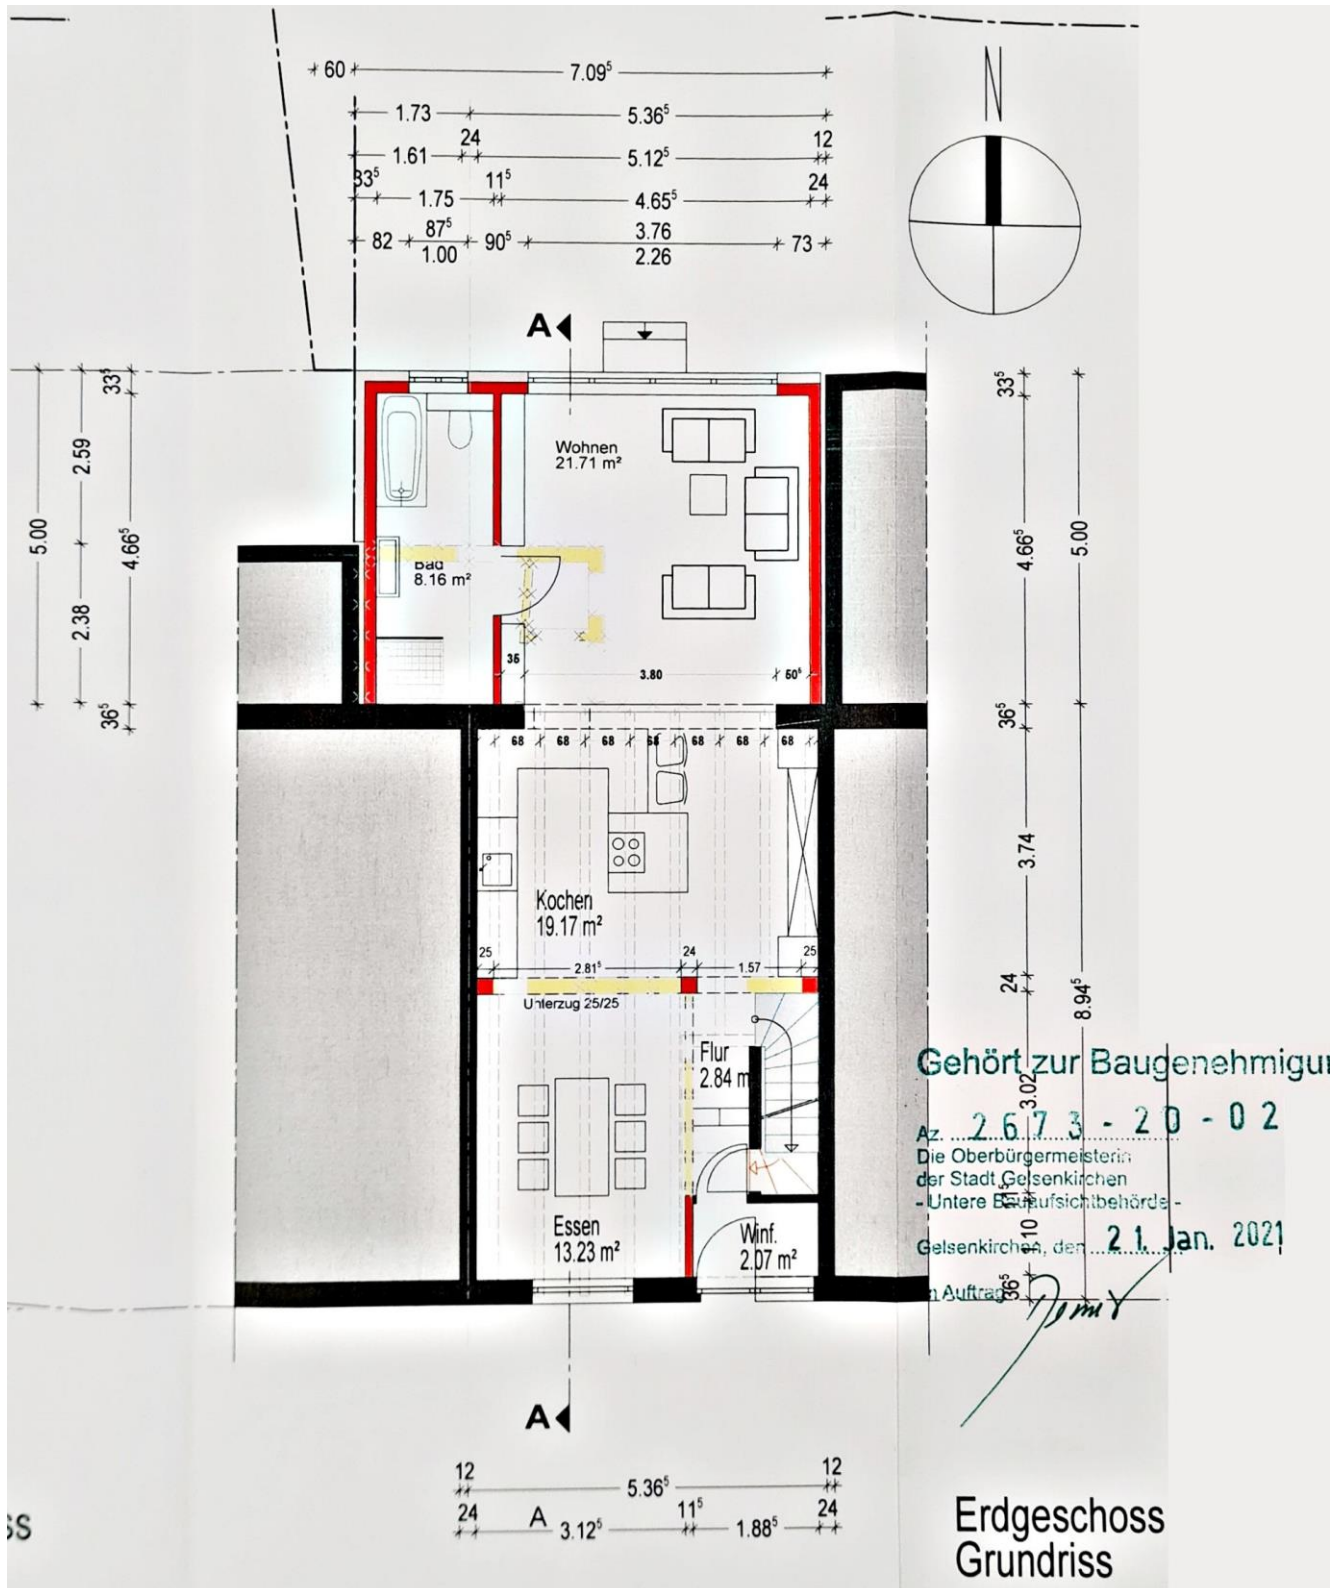 60
7.09⁵
N
1.73
5.36⁵
24
12
1.61
5.12⁵
33⁵
11⁵
24
1.75
4.65⁵
82
87⁵
1.00
90⁵
3.76
2.26
73
A
33⁵
33⁵
Wohnen
21.71 m²
2.59
5.00
4.66⁵
4.66⁵
5.00
Bad
8.16 m²
2.38
35
3.80
50⁵
36⁵
36⁵
68 68 68 68 68 68 68
3.74
Kochen
19.17 m²
25
2.81⁵
24
1.57
25
24
Unterzug 25/25
8.94⁵
Flur
2.84 m
3.02
Gehört zur Baugenehmigu
Az. 2673-20-02
Die Oberbürgermeisterin
der Stadt Gelsenkirchen
- Untere Bauaufsichtbehörde -
11⁵
1.10
Gelsenkirchen, den 21. Jan. 2021
Auftrag
36⁵
Essen
13.23 m²
Winf.
2.07 m²
A
12
5.36⁵
12
24
A
3.12⁵
11⁵
1.88⁵
24
ss
Erdgeschoss
Grundriss